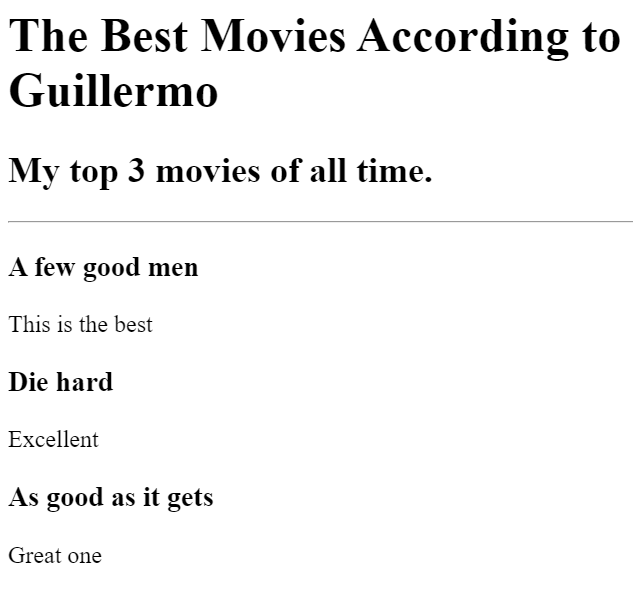 The Best Movies According to
Guillermo
My top 3 movies of all time.
A few good men
This is the best
Die hard
Excellent
As good as it gets
Great one